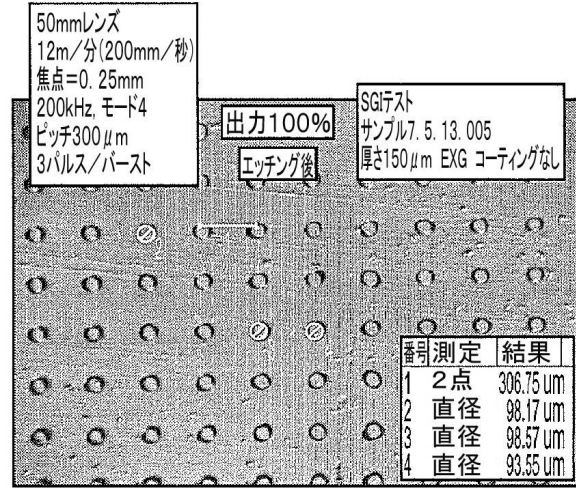 50mmレンズ
12m／分(200mm／秒)
焦点=0.25mm
200kHz, モード4
ピッチ300μm
3パルス／バースト
出力100%
エッチング後
SGIテスト
サンプル7.5.13.005
厚さ150μm EXG コーティングなし
番号 測定 結果
1 2点 306.75 um
2 直径 98.17 um
3 直径 98.57 um
4 直径 93.55 um